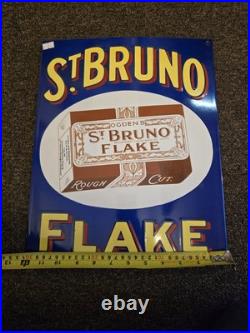 ST BRUNO
OGDEN'S
ST BRUNO
FLAKE
ROUGH CUT.
FLAKE